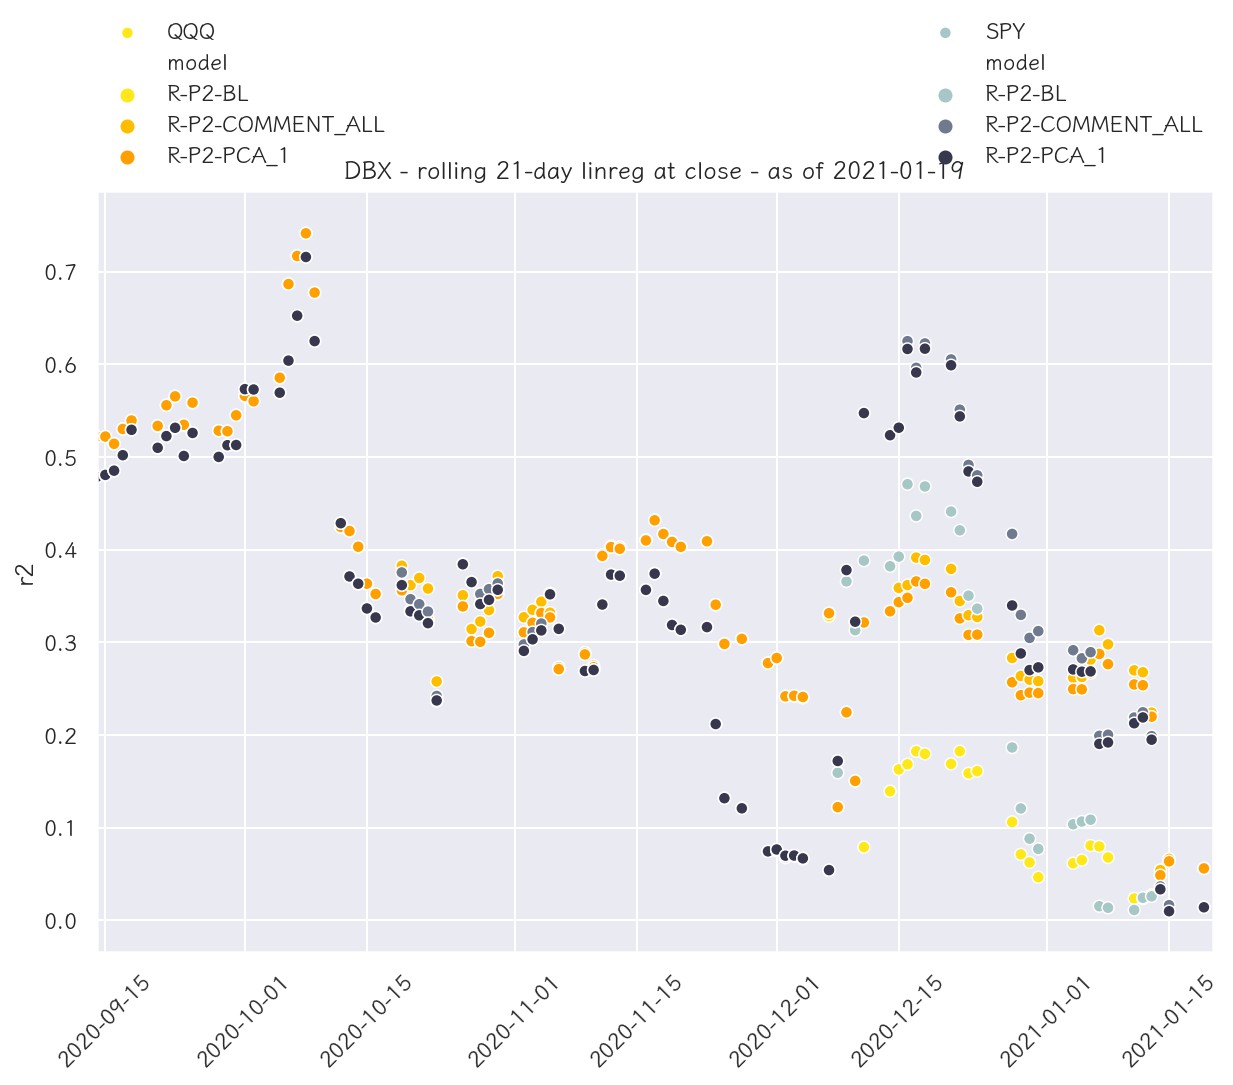 QQQ
model
R-P2-BL
R-P2-COMMENT_ALL
R-P2-PCA_1
SPY
model
R-P2-BL
R-P2-COMMENT_ALL
R-P2-PCA_1
DBX - rolling 21-day linreg at close - as of 2021-01-19
0.7
0.6
0.5
0.4
0.3
0.2
0.1
0.0
r2
2020-09-15
2020-10-01
2020-10-15
2020-11-01
2020-11-15
2020-12-01
2020-12-15
2021-01-01
2021-01-15